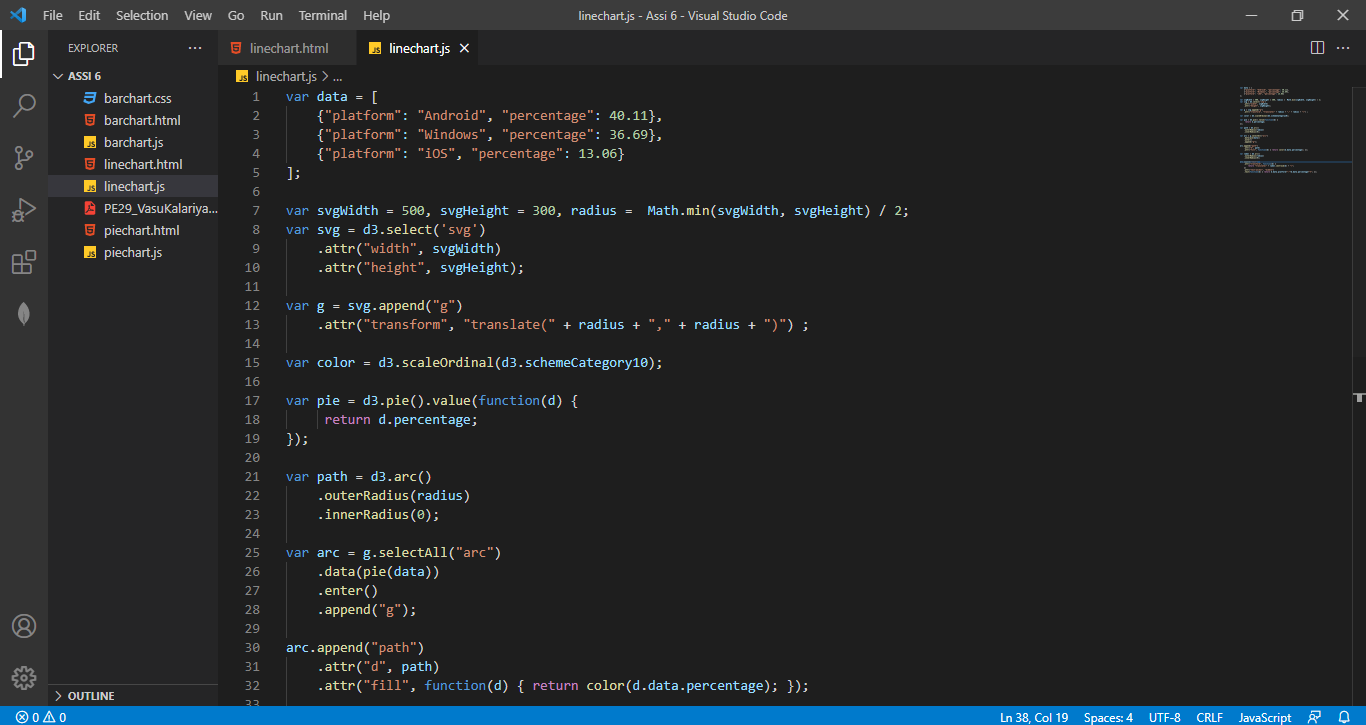 File Edit Selection View Go Run Terminal Help linechart.js - Assi 6 - Visual Studio Code
EXPLORER ...
ASSI 6
barchart.css
barchart.html
barchart.js
linechart.html
linechart.js
PE29_VasuKalariya...
piechart.html
piechart.js
OUTLINE
linechart.html linechart.js
linechart.js > ...
1 var data = [
2 {"platform": "Android", "percentage": 40.11},
3 {"platform": "Windows", "percentage": 36.69},
4 {"platform": "iOS", "percentage": 13.06}
5 ];
6
7 var svgWidth = 500, svgHeight = 300, radius =  Math.min(svgWidth, svgHeight) / 2;
8 var svg = d3.select('svg')
9 .attr("width", svgWidth)
10 .attr("height", svgHeight);
11
12 var g = svg.append("g")
13 .attr("transform", "translate(" + radius + "," + radius + ")") ;
14
15 var color = d3.scaleOrdinal(d3.schemeCategory10);
16
17 var pie = d3.pie().value(function(d) {
18 return d.percentage;
19 });
20
21 var path = d3.arc()
22 .outerRadius(radius)
23 .innerRadius(0);
24
25 var arc = g.selectAll("arc")
26 .data(pie(data))
27 .enter()
28 .append("g");
29
30 arc.append("path")
31 .attr("d", path)
32 .attr("fill", function(d) { return color(d.data.percentage); });
33
0 0 Ln 38, Col 19 Spaces: 4 UTF-8 CRLF JavaScript